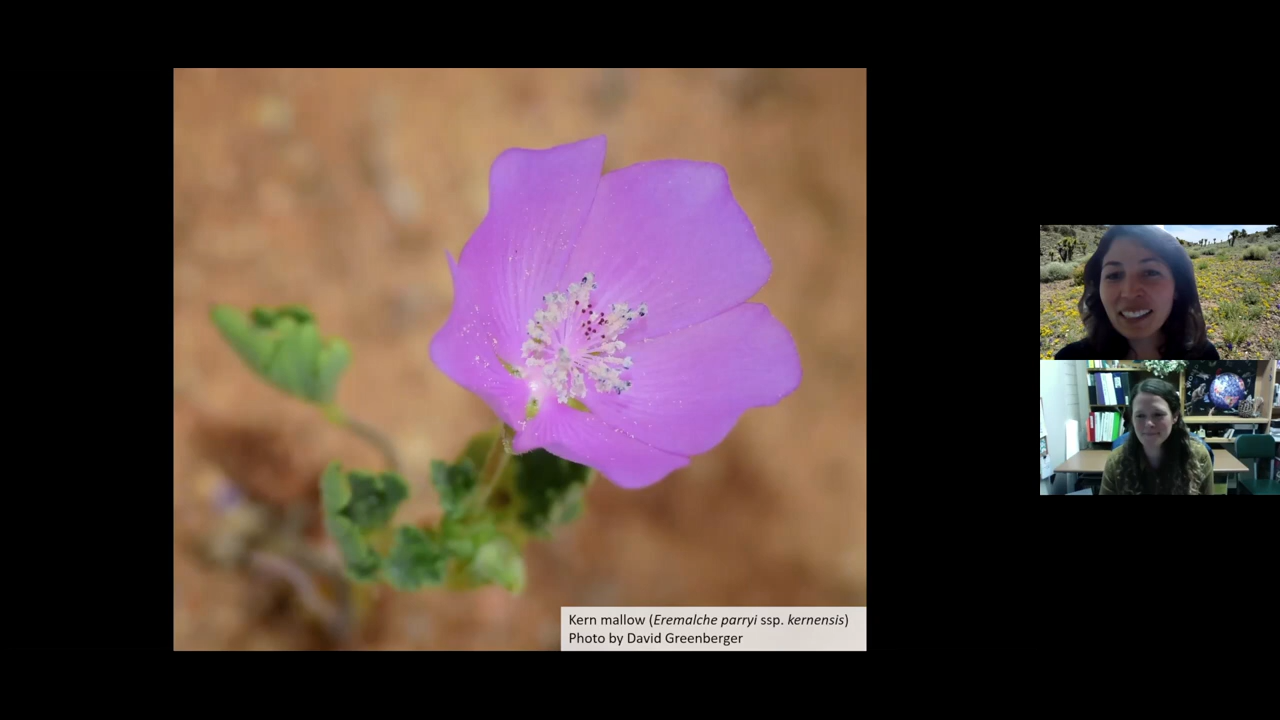 Kern mallow (Eremalche parryi ssp. kernensis)
Photo by David Greenberger